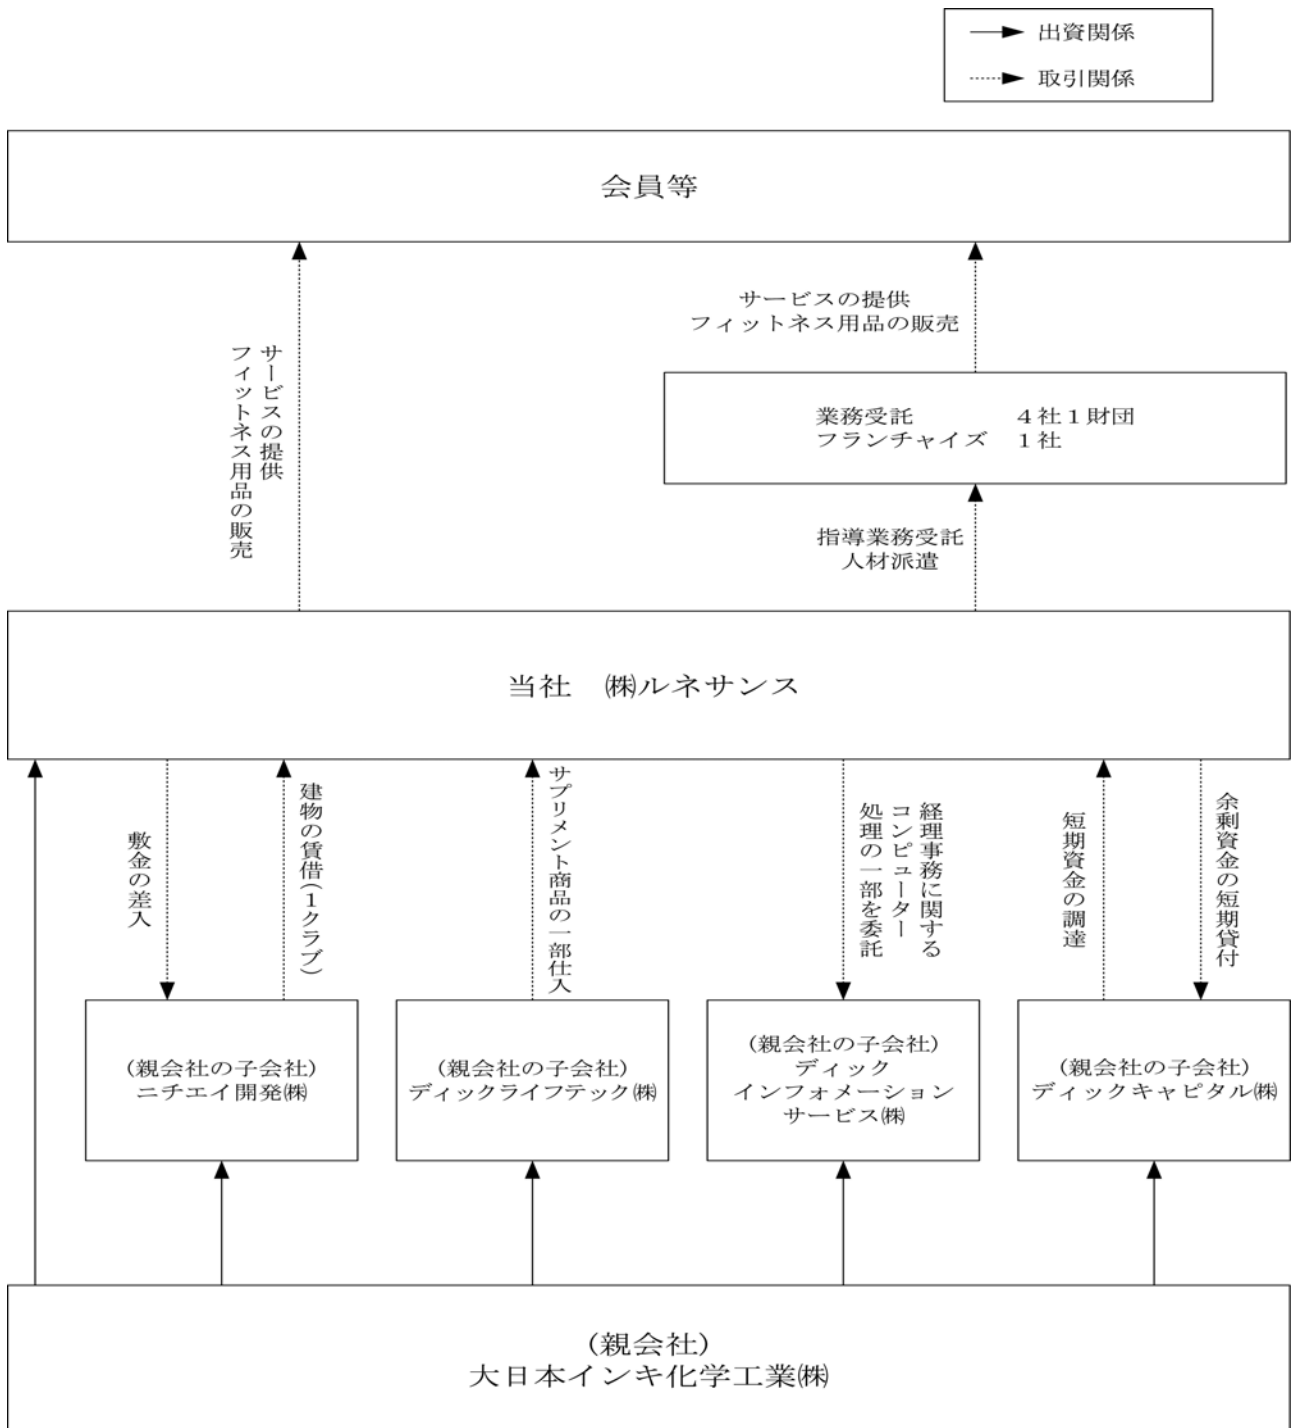 出資関係
取引関係
会員等
サービスの提供
フィットネス用品の販売
サービスの提供
フィットネス用品の販売
業務受託 4社1財団
フランチャイズ 1社
指導業務受託
人材派遣
当社 ㈱ルネサンス
敷金の差入
建物の賃借(1クラブ)
サプリメント商品の一部仕入
経理事務に関する
コンピューター
処理の一部を委託
短期資金の調達
余剰資金の短期貸付
(親会社の子会社)
ニチエイ開発㈱
(親会社の子会社)
ディックライフテック㈱
(親会社の子会社)
ディック
インフォメーション
サービス㈱
(親会社の子会社)
ディックキャピタル㈱
(親会社)
大日本インキ化学工業㈱